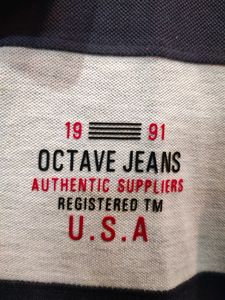 19 91
OCTAVE JEANS
AUTHENTIC SUPPLIERS
REGISTERED TM
U.S.A